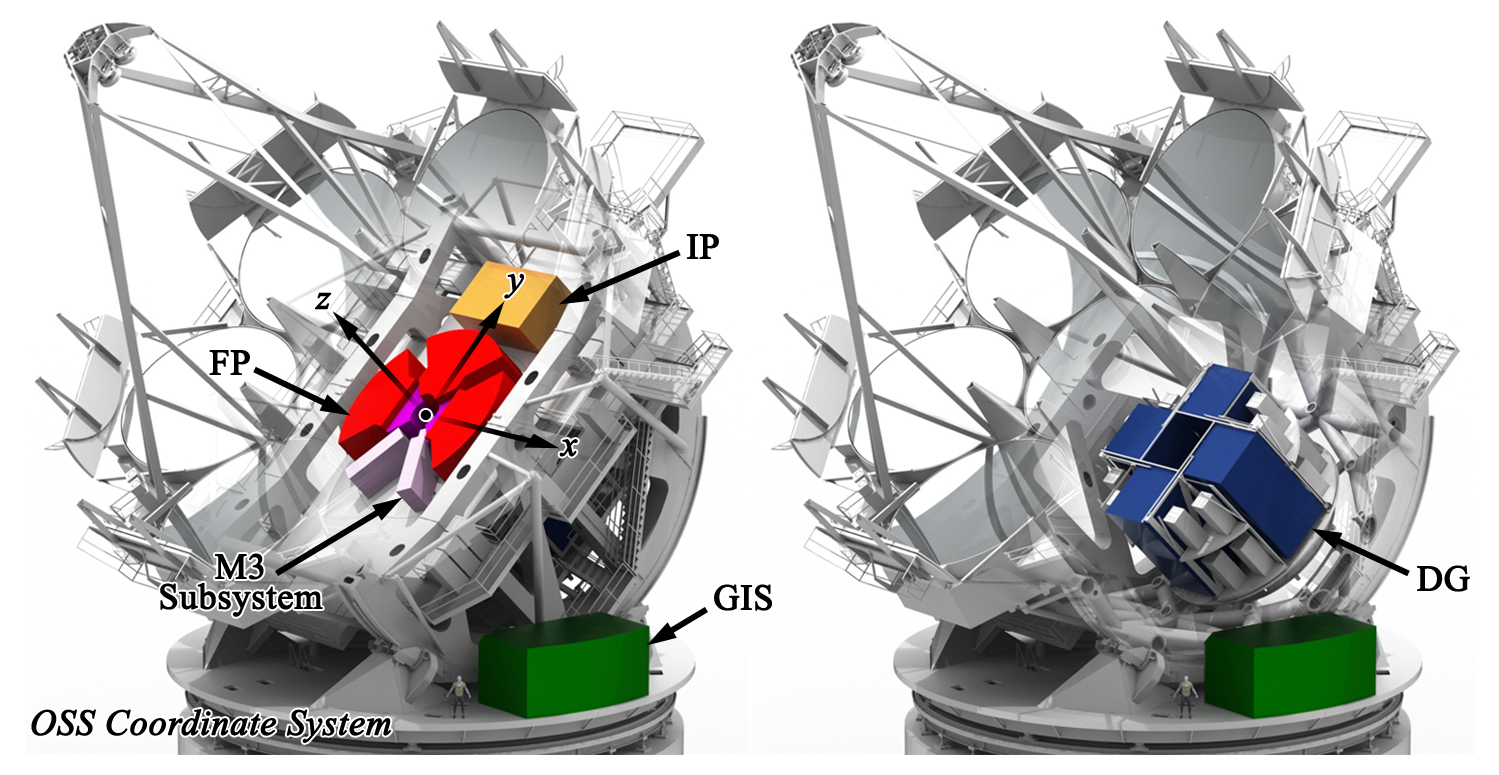 IP
y
z
FP
x
M3
Subsystem
GIS
DG
OSS Coordinate System